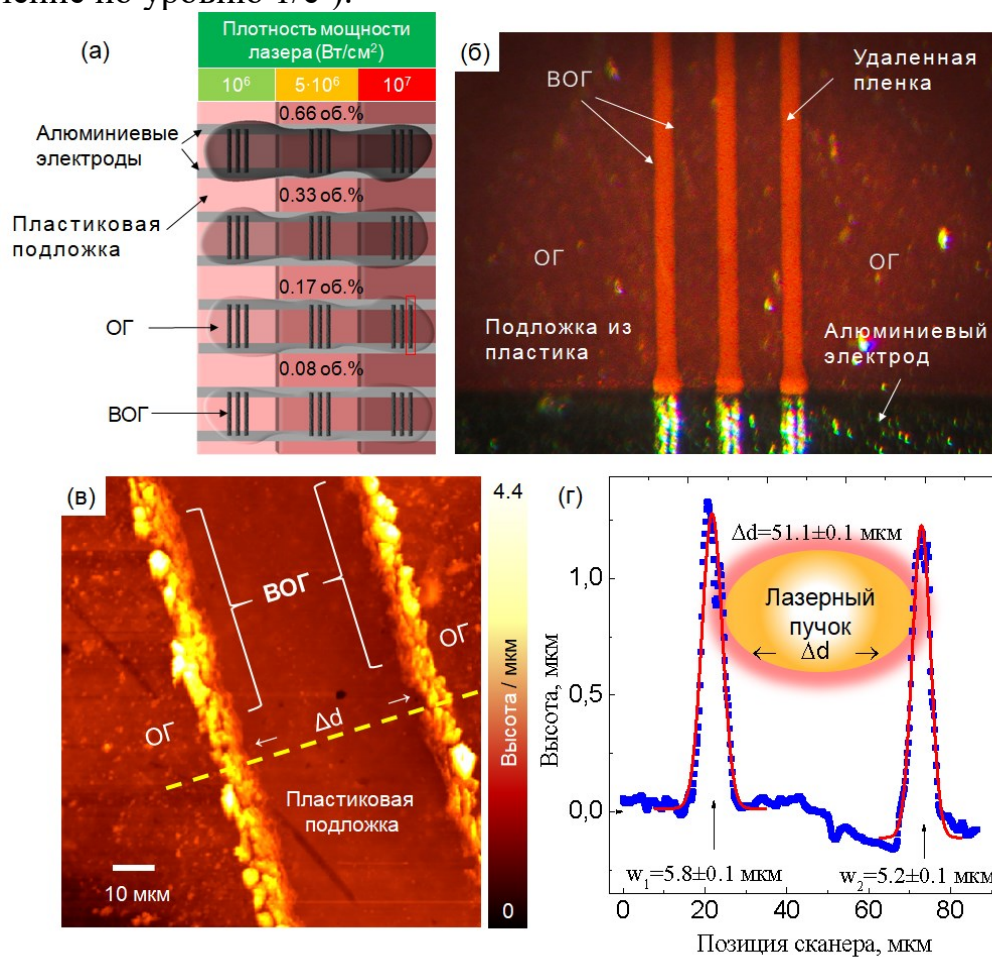 ление по уровню 1/e ).
(а)
Плотность мощности
лазера (Вт/см²)
10⁶
5·10⁶
10⁷
0.66 об.%
Алюминиевые
электроды
0.33 об.%
Пластиковая
подложка
0.17 об.%
ОГ
0.08 об.%
ВОГ
(б)
ВОГ
Удаленная
пленка
ОГ
ОГ
Подложка из
пластика
Алюминиевый
электрод
(в)
ВОГ
ОГ
ОГ
Δd
Пластиковая
подложка
10 мкм
4.4
Высота / мкм
0
(г)
Δd=51.1±0.1 мкм
Лазерный
пучок
Δd
Высота, мкм
1,0
0,5
0,0
w₁=5.8±0.1 мкм
w₂=5.2±0.1 мкм
0 20 40 60 80
Позиция сканера, мкм